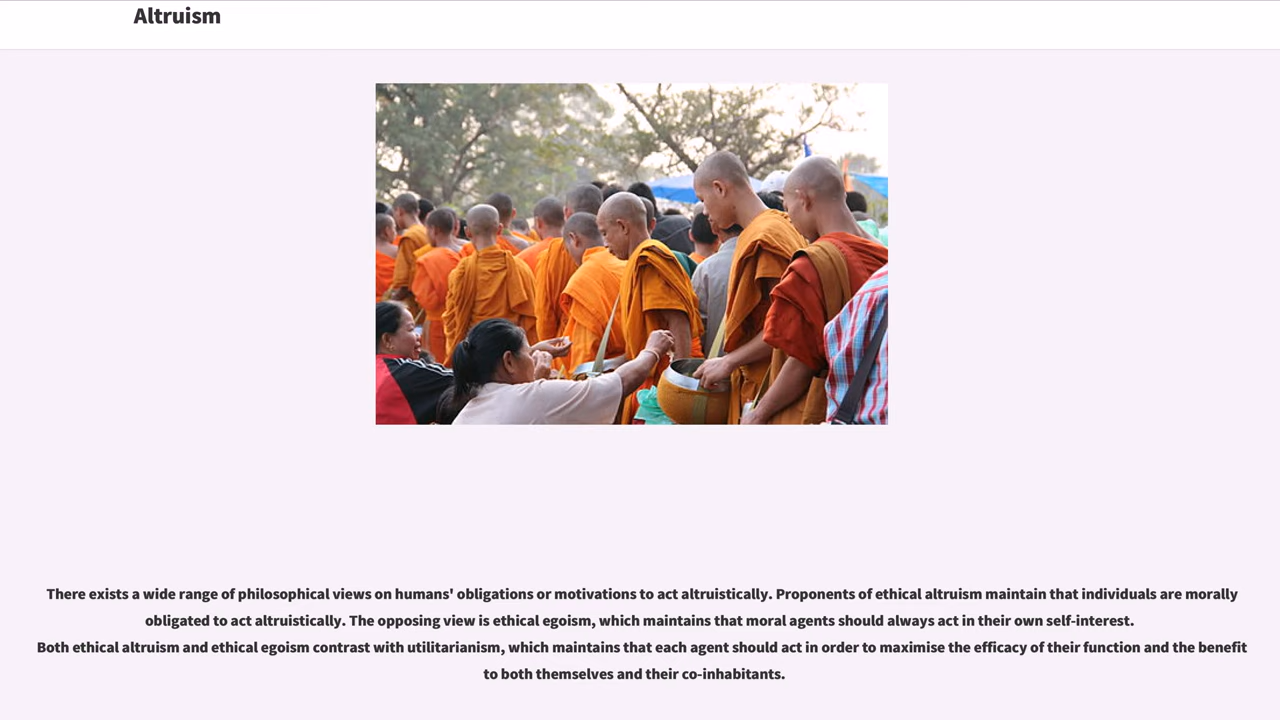 Altruism
There exists a wide range of philosophical views on humans' obligations or motivations to act altruistically. Proponents of ethical altruism maintain that individuals are morally
obligated to act altruistically. The opposing view is ethical egoism, which maintains that moral agents should always act in their own self-interest.
Both ethical altruism and ethical egoism contrast with utilitarianism, which maintains that each agent should act in order to maximise the efficacy of their function and the benefit
to both themselves and their co-inhabitants.